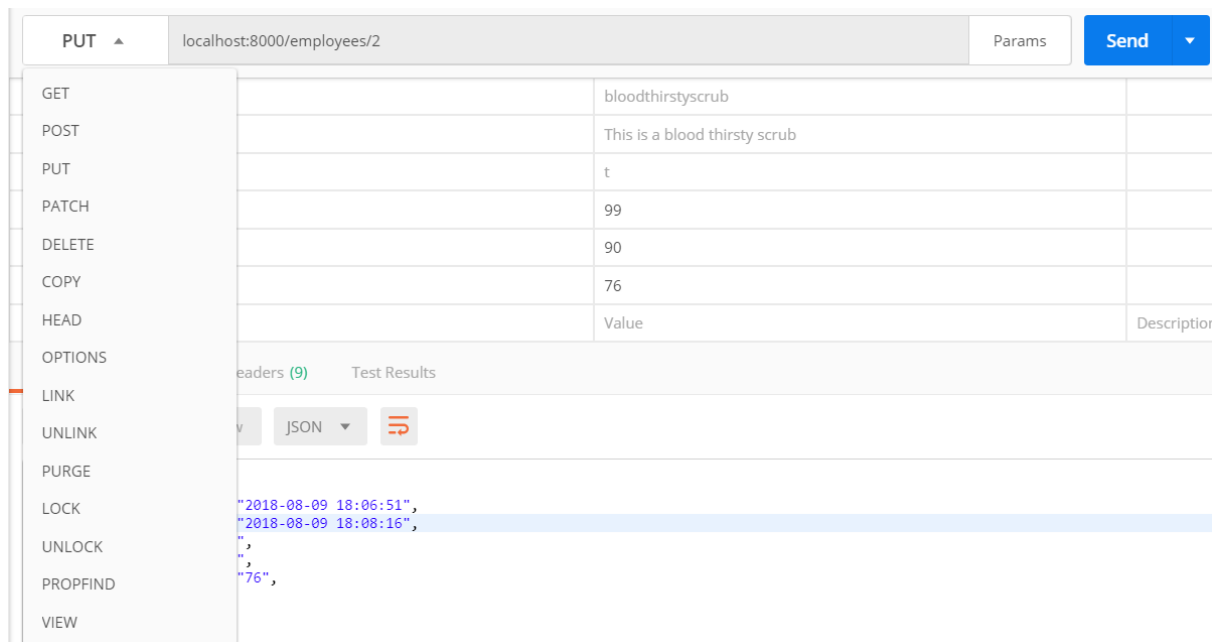 PUT localhost:8000/employees/2 Params Send
GET bloodthirstyscrub
POST This is a blood thirsty scrub
PUT t
PATCH 99
DELETE 90
COPY 76
HEAD Value Description
OPTIONS
eaders (9) Test Results
LINK
UNLINK JSON
PURGE
LOCK "2018-08-09 18:06:51",
"2018-08-09 18:08:16",
UNLOCK ",
",
PROPFIND "76",
VIEW